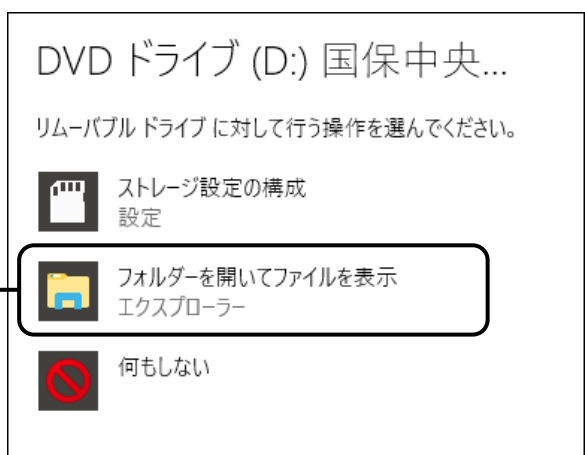 DVD ドライブ (D:) 国保中央...
リムーバブル ドライブ に対して行う操作を選んでください。
ストレージ設定の構成
設定
フォルダーを開いてファイルを表示
エクスプローラー
何もしない